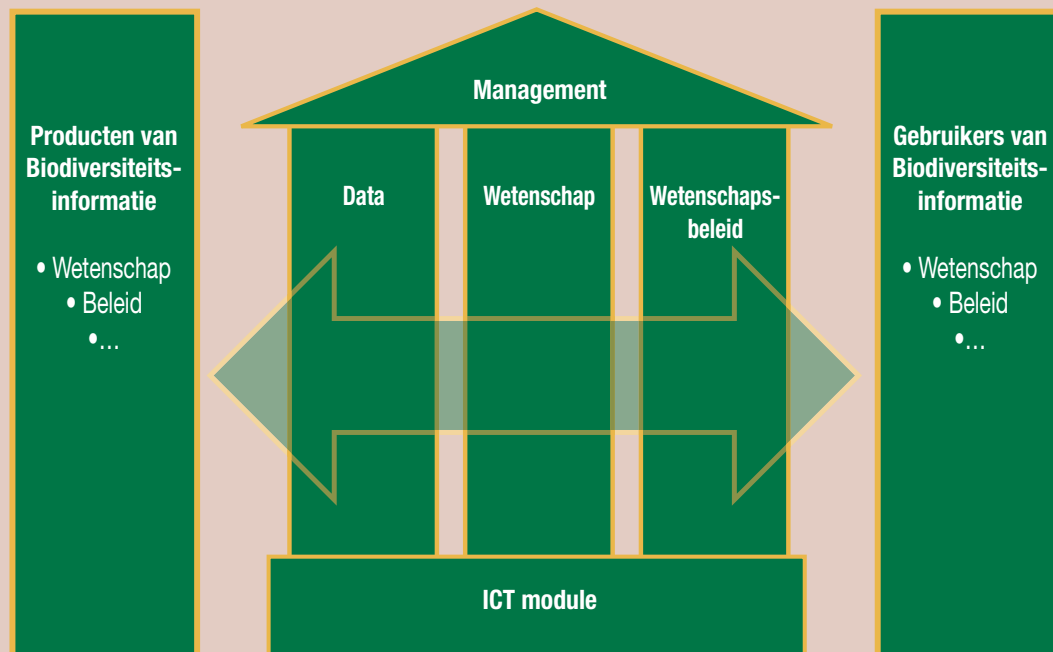 Producten van
Biodiversiteits-
informatie
• Wetenschap
• Beleid
•...
Management
Data
Wetenschap
Wetenschaps-
beleid
ICT module
Gebruikers van
Biodiversiteits-
informatie
• Wetenschap
• Beleid
•...